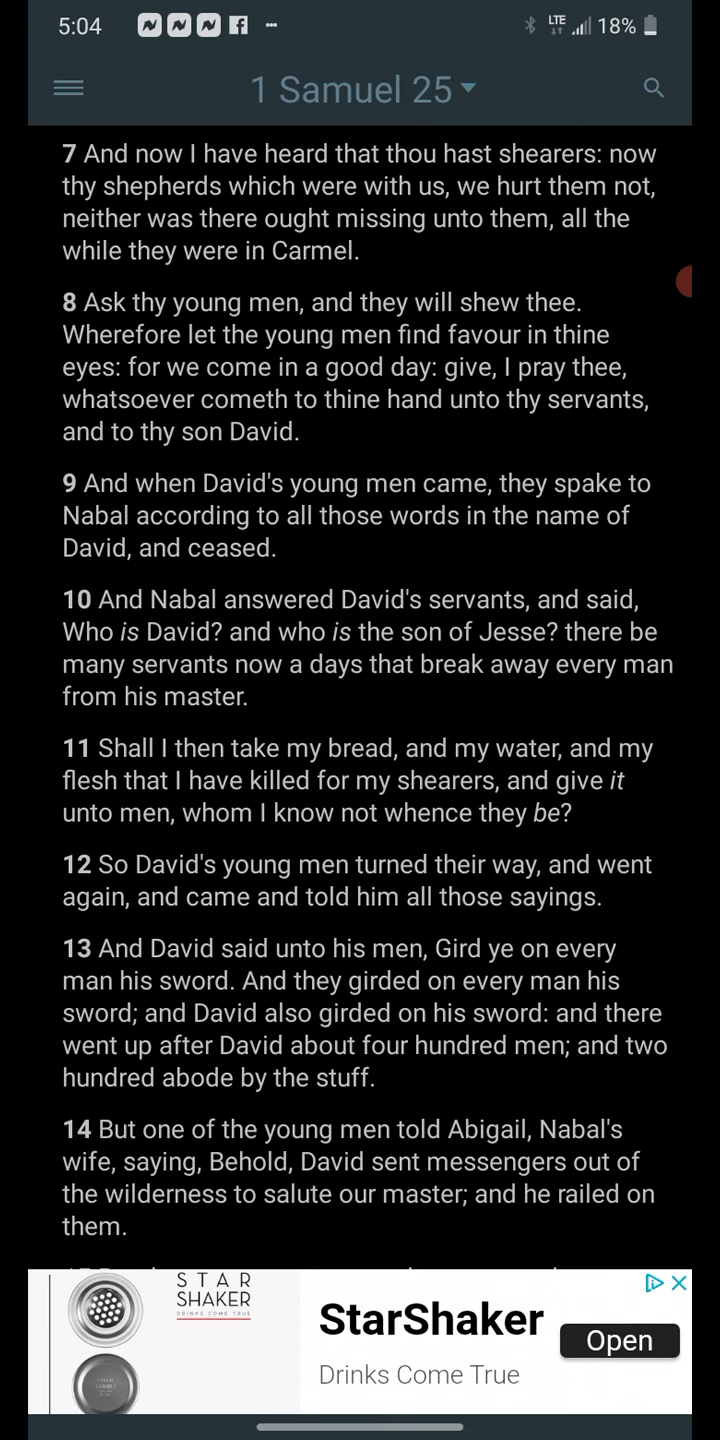 5:04
LTE
18%
1 Samuel 25
7 And now I have heard that thou hast shearers: now
thy shepherds which were with us, we hurt them not,
neither was there ought missing unto them, all the
while they were in Carmel.
8 Ask thy young men, and they will shew thee.
Wherefore let the young men find favour in thine
eyes: for we come in a good day: give, I pray thee,
whatsoever cometh to thine hand unto thy servants,
and to thy son David.
9 And when David's young men came, they spake to
Nabal according to all those words in the name of
David, and ceased.
10 And Nabal answered David's servants, and said,
Who is David? and who is the son of Jesse? there be
many servants now a days that break away every man
from his master.
11 Shall I then take my bread, and my water, and my
flesh that I have killed for my shearers, and give it
unto men, whom I know not whence they be?
12 So David's young men turned their way, and went
again, and came and told him all those sayings.
13 And David said unto his men, Gird ye on every
man his sword. And they girded on every man his
sword; and David also girded on his sword: and there
went up after David about four hundred men; and two
hundred abode by the stuff.
14 But one of the young men told Abigail, Nabal's
wife, saying, Behold, David sent messengers out of
the wilderness to salute our master; and he railed on
them.
STAR
SHAKER
DRINKS COME TRUE
StarShaker
Drinks Come True
Open